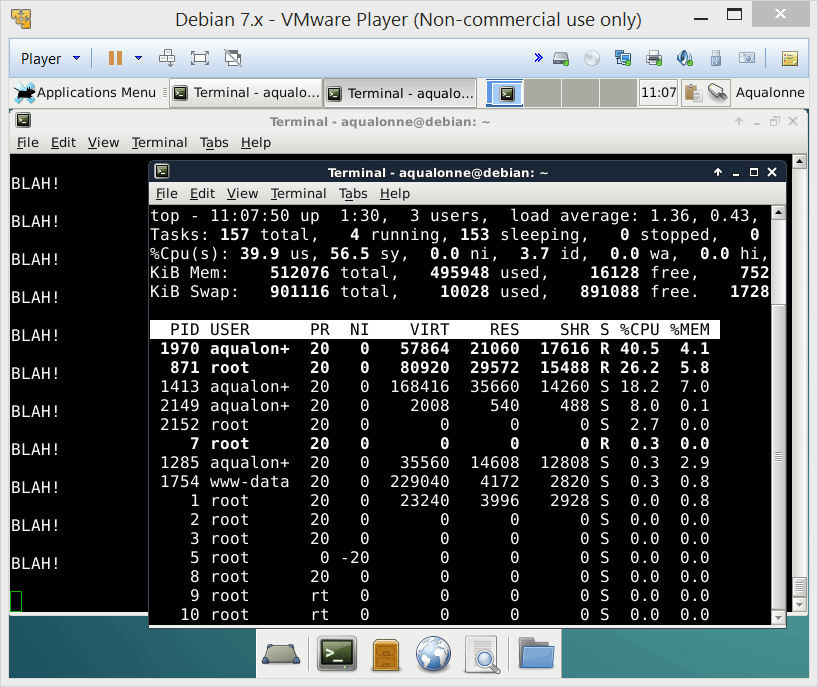 Debian 7.x - VMware Player (Non-commercial use only)
Player
Applications Menu
Terminal - aqualo...
Terminal - aqualo...
11:07
Aqualonne
Terminal - aqualonne@debian: ~
File Edit View Terminal Tabs Help
BLAH!
BLAH!
BLAH!
BLAH!
BLAH!
BLAH!
BLAH!
BLAH!
BLAH!
BLAH!
BLAH!
Terminal - aqualonne@debian: ~
File Edit View Terminal Tabs Help
top - 11:07:50 up  1:30,  3 users,  load average: 1.36, 0.43,
Tasks: 157 total,   4 running, 153 sleeping,   0 stopped,   0
%Cpu(s): 39.9 us, 56.5 sy,  0.0 ni,  3.7 id,  0.0 wa,  0.0 hi,
KiB Mem:    512076 total,   495948 used,    16128 free,    752
KiB Swap:   901116 total,    10028 used,   891088 free.   1728
PID USER      PR  NI    VIRT    RES    SHR S %CPU %MEM
1970 aqualon+  20   0   57864  21060  17616 R 40.5  4.1
871 root      20   0   80920  29572  15488 R 26.2  5.8
1413 aqualon+  20   0  168416  35660  14260 S 18.2  7.0
2149 aqualon+  20   0    2008    540    488 S  8.0  0.1
2152 root      20   0       0      0      0 S  2.7  0.0
7 root      20   0       0      0      0 R  0.3  0.0
1285 aqualon+  20   0   35560  14608  12808 S  0.3  2.9
1754 www-data  20   0  229040   4172   2820 S  0.3  0.8
1 root      20   0   23240   3996   2928 S  0.0  0.8
2 root      20   0       0      0      0 S  0.0  0.0
3 root      20   0       0      0      0 S  0.0  0.0
5 root       0 -20       0      0      0 S  0.0  0.0
8 root      20   0       0      0      0 S  0.0  0.0
9 root      rt   0       0      0      0 S  0.0  0.0
10 root      rt   0       0      0      0 S  0.0  0.0